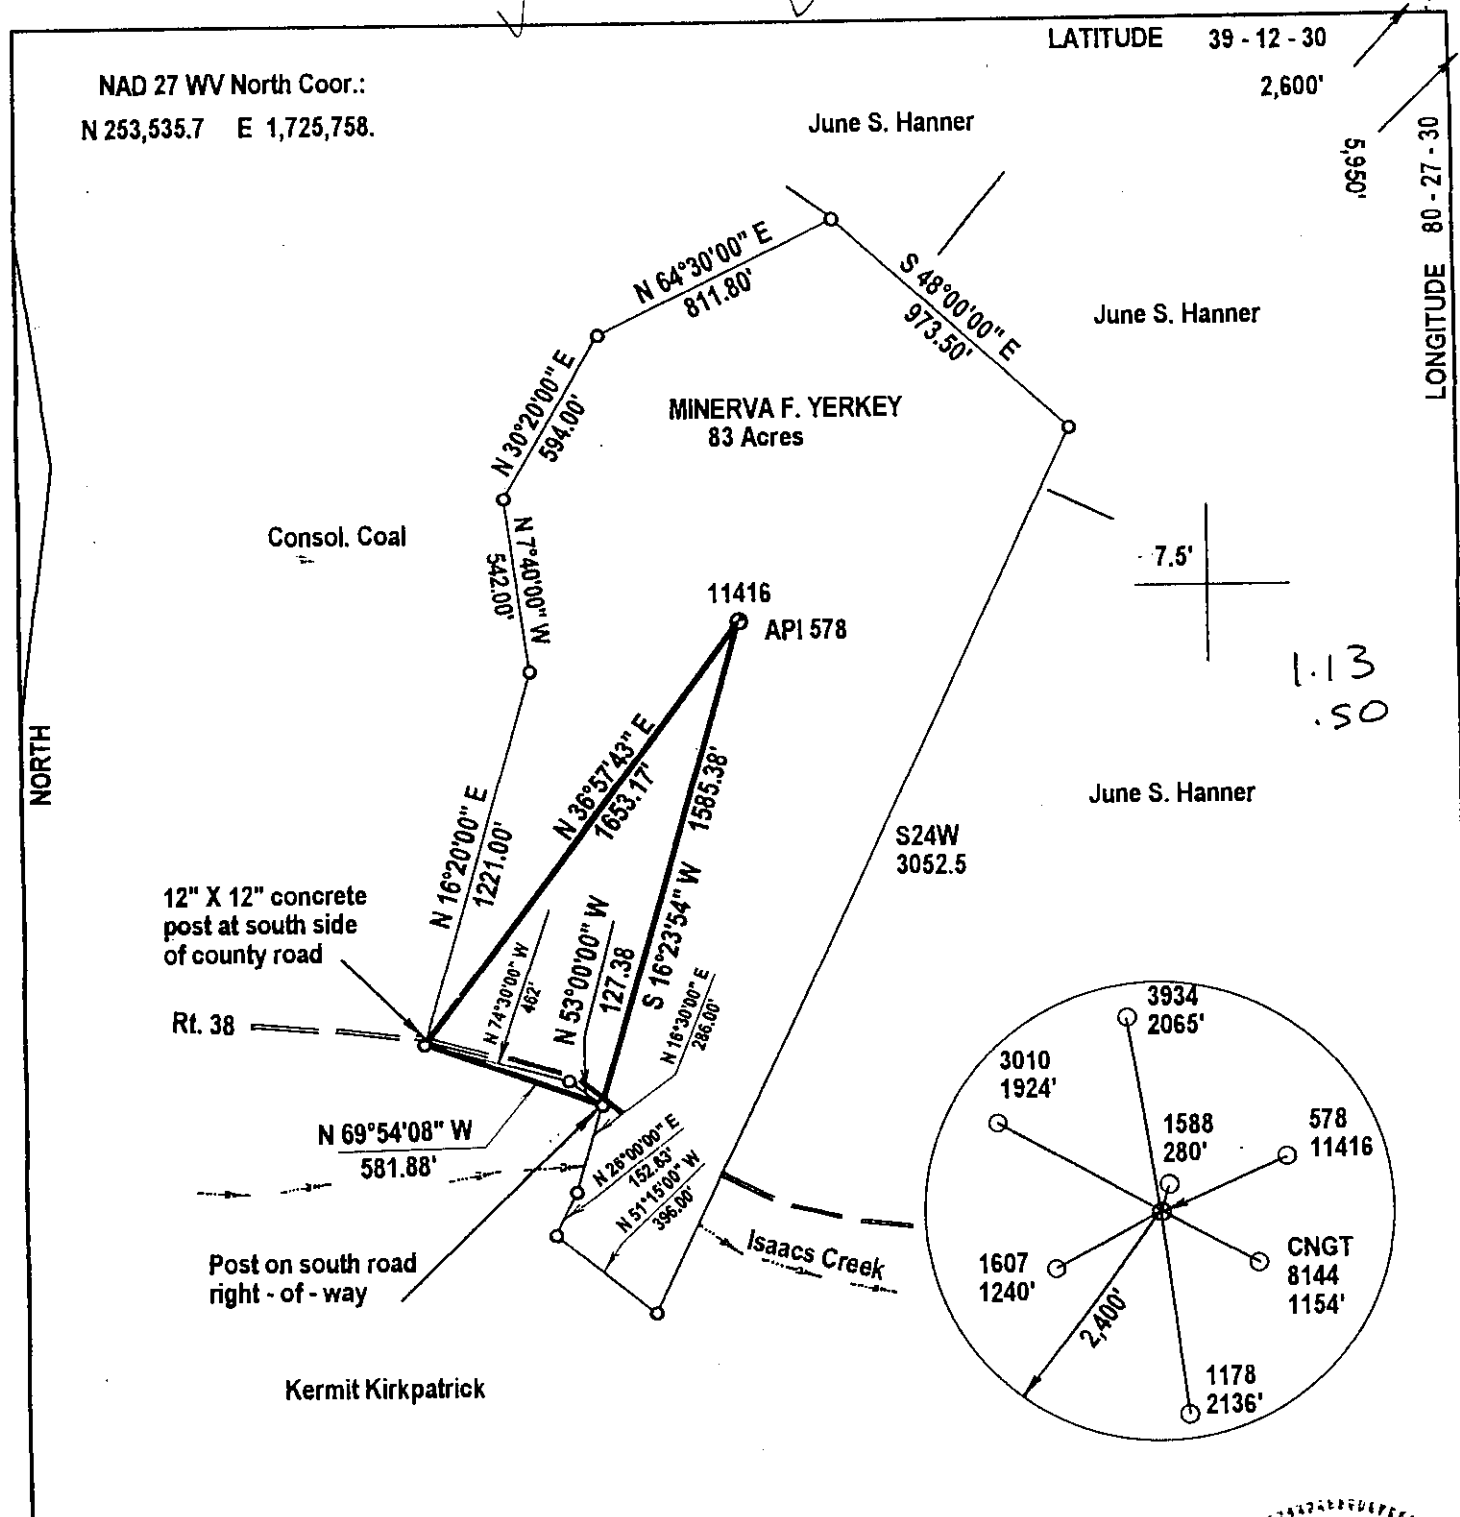 LATITUDE 39 - 12 - 30
2,600'
5,950'
LONGITUDE 80 - 27 - 30
NAD 27 WV North Coor.:
N 253,535.7 E 1,725,758.
June S. Hanner
N 64°30'00" E
811.80'
S 48°00'00" E
973.50'
June S. Hanner
N 30°20'00" E
594.00'
MINERVA F. YERKEY
83 Acres
Consol. Coal
N 7°40'00" W
542.00'
7.5'
11416
API 578
1.13
.50
NORTH
N 36°57'43" E
1653.17'
1585.38'
S 16°23'54" W
June S. Hanner
N 16°20'00" E
1221.00'
S24W
3052.5
12" X 12" concrete
post at south side
of county road
N 74°30'00" W
462'
N 53°00'00" W
127.38
N 16°30'00" E
286.00'
Rt. 38
N 69°54'08" W
581.88'
N 26°00'00" E
152.63'
N 51°15'00" W
396.00'
Isaacs Creek
Post on south road
right - of - way
Kermit Kirkpatrick
3934
2065'
3010
1924'
1588
280'
578
11416
1607
1240'
CNGT
8144
1154'
2,400'
1178
2136'